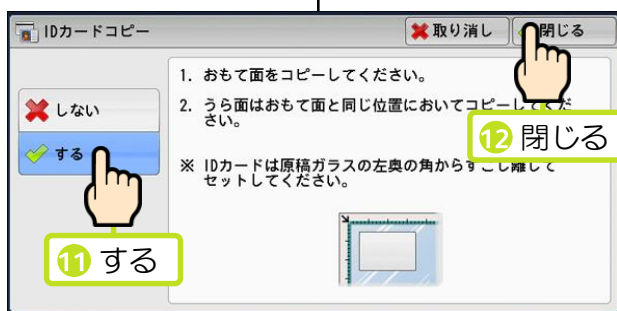 IDカードコピー
取り消し
閉じる
しない
する
1. おもて面をコピーしてください。
2. うら面はおもて面と同じ位置においてコピーしてくだ
さい。
※ IDカードは原稿ガラスの左奥の角からすこし離して
セットしてください。
11 する
12 閉じる